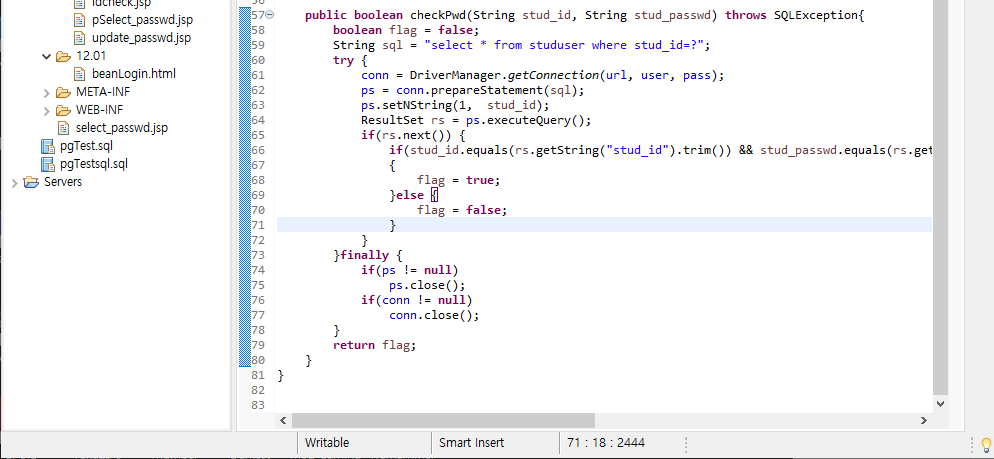 idcheck.jsp
pSelect_passwd.jsp
update_passwd.jsp
12.01
beanLogin.html
META-INF
WEB-INF
select_passwd.jsp
pgTest.sql
pgTestsql.sql
Servers
56
57 public boolean checkPwd(String stud_id, String stud_passwd) throws SQLException{
58 boolean flag = false;
59 String sql = "select * from studuser where stud_id=?";
60 try {
61 conn = DriverManager.getConnection(url, user, pass);
62 ps = conn.prepareStatement(sql);
63 ps.setNString(1,  stud_id);
64 ResultSet rs = ps.executeQuery();
65 if(rs.next()) {
66 if(stud_id.equals(rs.getString("stud_id").trim()) && stud_passwd.equals(rs.get
67 {
68 flag = true;
69 }else {
70 flag = false;
71 }
72 }
73 }finally {
74 if(ps != null)
75 ps.close();
76 if(conn != null)
77 conn.close();
78 }
79 return flag;
80 }
81 }
82
83
Writable
Smart Insert
71 : 18 : 2444